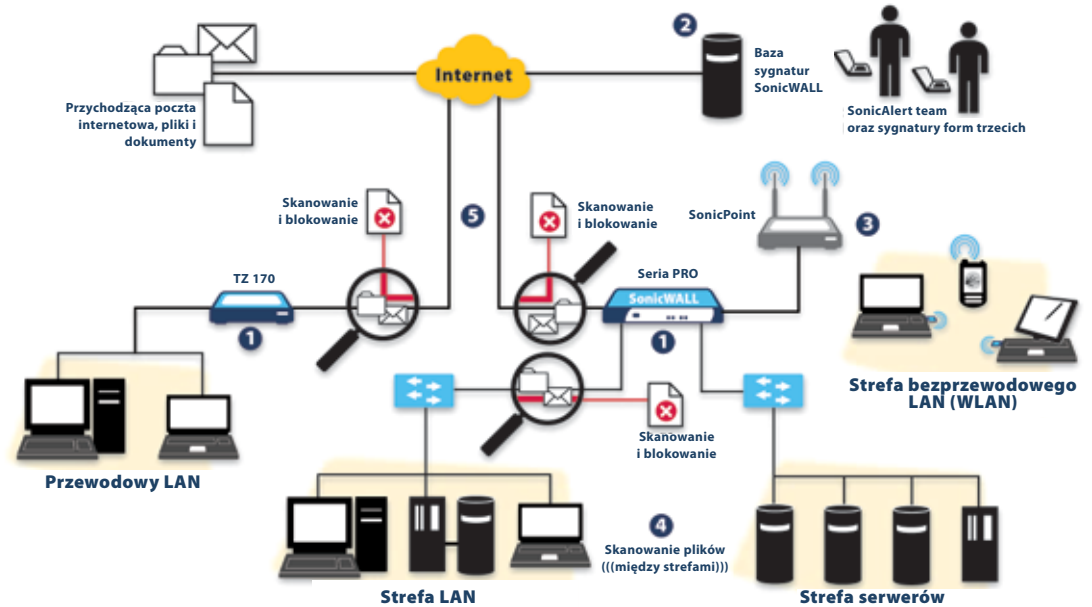 Internet
2
Baza
sygnatur
SonicWALL
SonicAlert team
oraz sygnatury form trzecich
Przychodząca poczta
internetowa, pliki i
dokumenty
Skanowanie
i blokowanie
5
Skanowanie
i blokowanie
SonicPoint
3
TZ 170
1
Seria PRO
SonicWALL
1
Strefa bezprzewodowego
LAN (WLAN)
Skanowanie
i blokowanie
Przewodowy LAN
4
Skanowanie plików
(((między strefami)))
Strefa LAN
Strefa serwerów